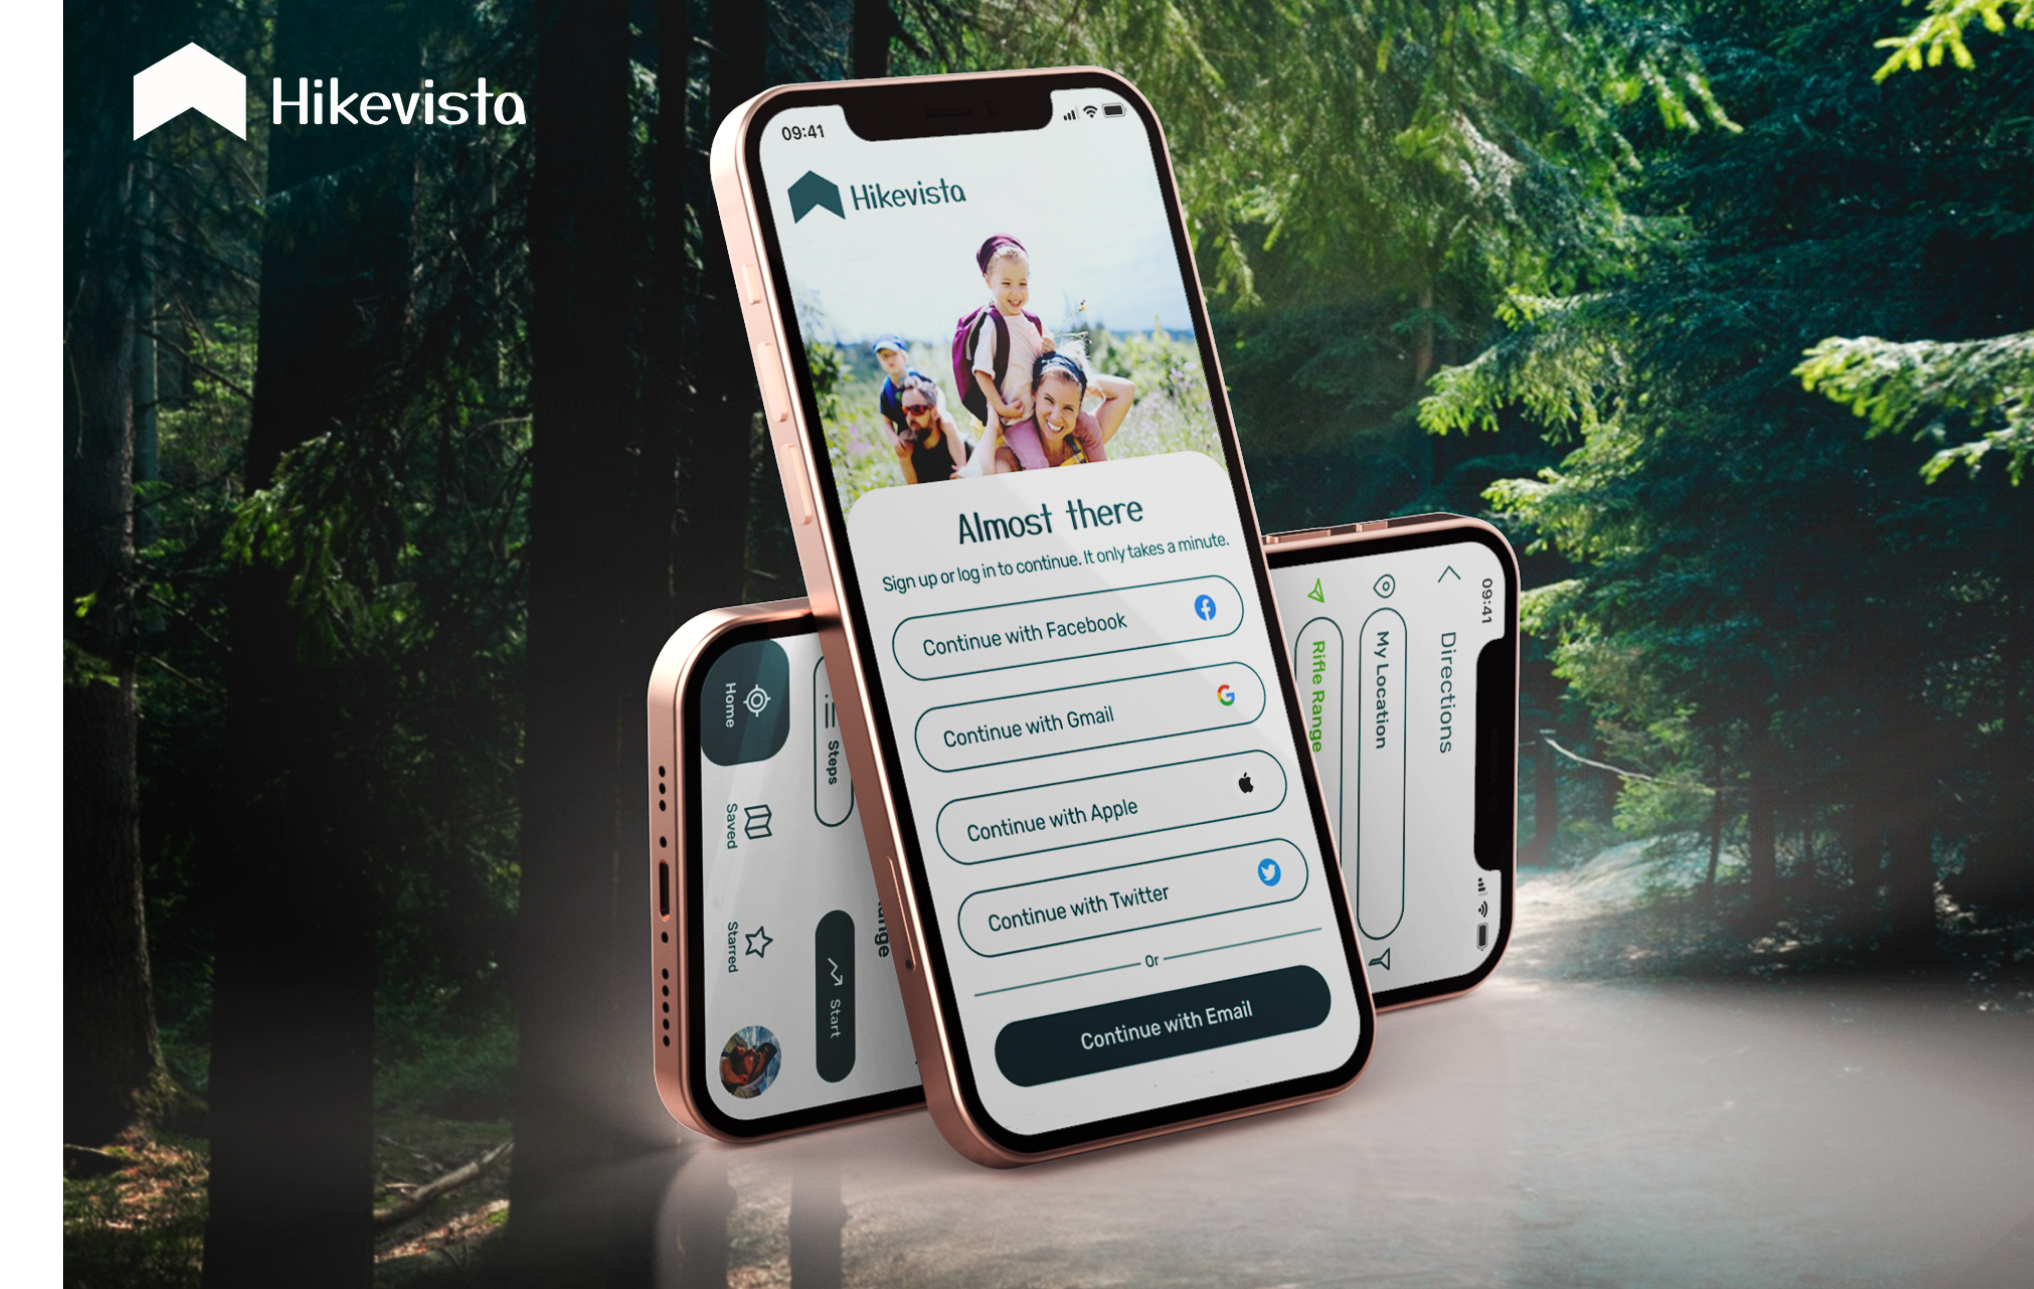 Hikevista
09:41
Hikevista
Almost there
Sign up or log in to continue. It only takes a minute.
Continue with Facebook
Continue with Gmail
Continue with Apple
Continue with Twitter
Or
Continue with Email
09:41
Directions
My Location
Rifle Range
Steps
Start
Home
Saved
Starred